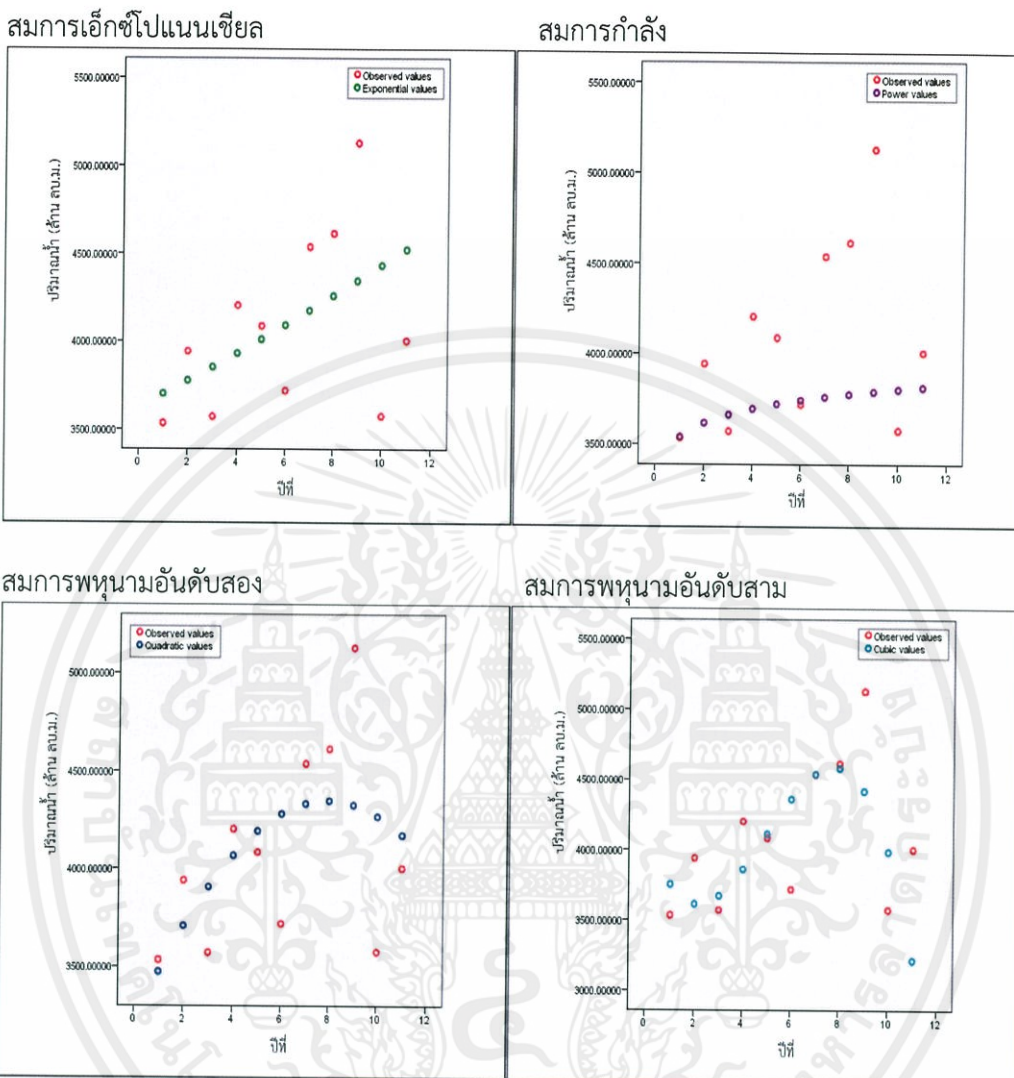 สมการเอ็กซ์โปแนนเชียล
5500.00000
5000.00000
4500.00000
4000.00000
3500.00000
ปริมาณน้ำ (ล้าน ลบ.ม.)
Observed values
Exponential values
0 2 4 6 8 10 12
ปีที่
สมการกำลัง
5500.00000
5000.00000
4500.00000
4000.00000
3500.00000
ปริมาณน้ำ (ล้าน ลบ.ม.)
Observed values
Power values
0 2 4 6 8 10 12
ปีที่
สมการพหุนามอันดับสอง
5000.00000
4500.00000
4000.00000
3500.00000
ปริมาณน้ำ (ล้าน ลบ.ม.)
Observed values
Quadratic values
0 2 4 6 8 10 12
ปีที่
สมการพหุนามอันดับสาม
5500.00000
5000.00000
4500.00000
4000.00000
3500.00000
3000.00000
ปริมาณน้ำ (ล้าน ลบ.ม.)
Observed values
Cubic values
0 2 4 6 8 10 12
ปีที่